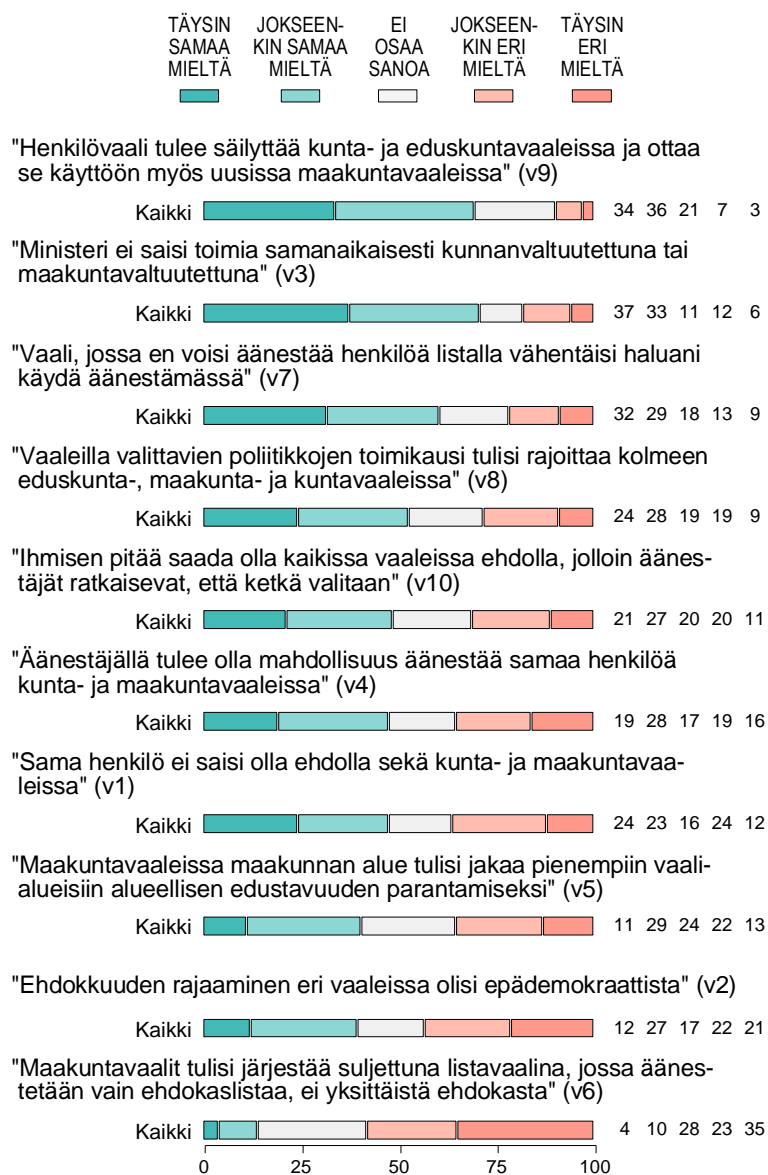 TÄYSIN SAMAA MIELTÄ
JOKSEEN-KIN SAMAA MIELTÄ
EI OSAA SANOA
JOKSEEN-KIN ERI MIELTÄ
TÄYSIN ERI MIELTÄ
"Henkilövaali tulee säilyttää kunta- ja eduskuntavaaleissa ja ottaa
se käyttöön myös uusissa maakuntavaaleissa" (v9)
Kaikki 34 36 21 7 3
"Ministeri ei saisi toimia samanaikaisesti kunnanvaltuutettuna tai
maakuntavaltuutettuna" (v3)
Kaikki 37 33 11 12 6
"Vaali, jossa en voisi äänestää henkilöä listalla vähentäisi haluani
käydä äänestämässä" (v7)
Kaikki 32 29 18 13 9
"Vaaleilla valittavien poliitikkojen toimikausi tulisi rajoittaa kolmeen
eduskunta-, maakunta- ja kuntavaaleissa" (v8)
Kaikki 24 28 19 19 9
"Ihmisen pitää saada olla kaikissa vaaleissa ehdolla, jolloin äänes-
täjät ratkaisevat, että ketkä valitaan" (v10)
Kaikki 21 27 20 20 11
"Äänestäjällä tulee olla mahdollisuus äänestää samaa henkilöä
kunta- ja maakuntavaaleissa" (v4)
Kaikki 19 28 17 19 16
"Sama henkilö ei saisi olla ehdolla sekä kunta- ja maakuntavaa-
leissa" (v1)
Kaikki 24 23 16 24 12
"Maakuntavaaleissa maakunnan alue tulisi jakaa pienempiin vaali-
alueisiin alueellisen edustavuuden parantamiseksi" (v5)
Kaikki 11 29 24 22 13
"Ehdokkuuden rajaaminen eri vaaleissa olisi epädemokraattista" (v2)
Kaikki 12 27 17 22 21
"Maakuntavaalit tulisi järjestää suljettuna listavaalina, jossa äänes-
tetään vain ehdokaslistaa, ei yksittäistä ehdokasta" (v6)
Kaikki 4 10 28 23 35
0 25 50 75 100